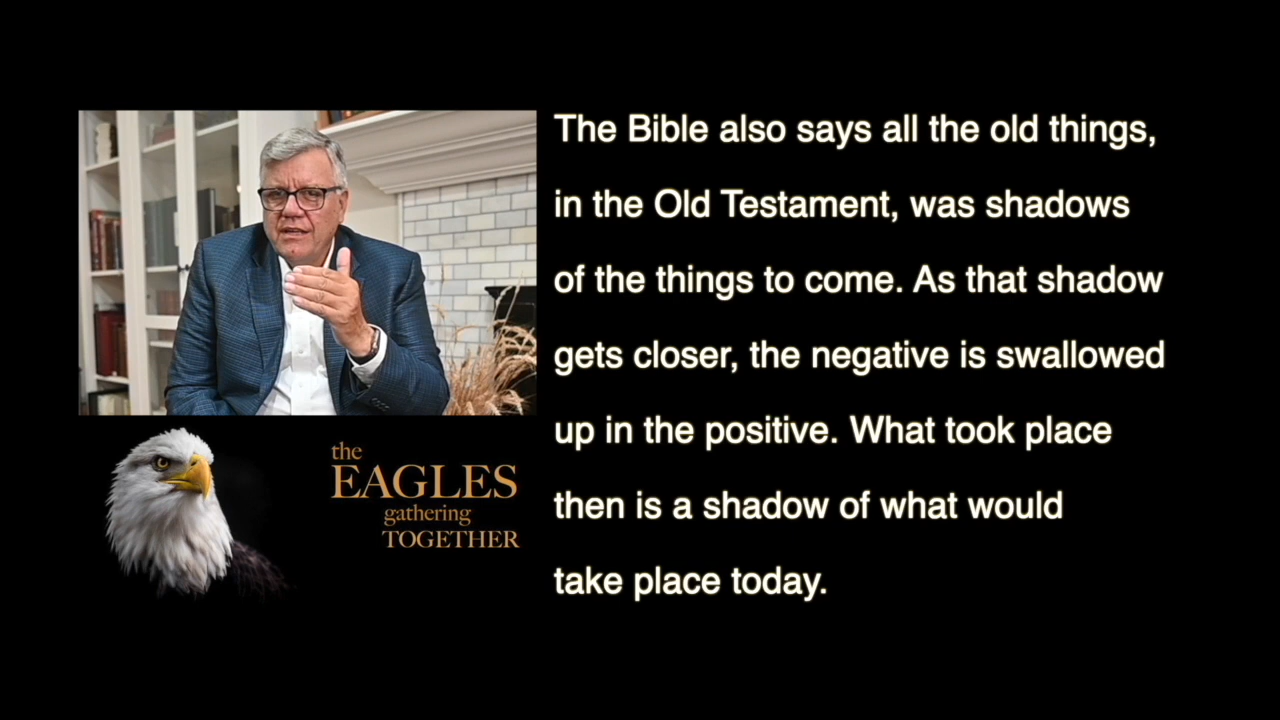 The Bible also says all the old things,
in the Old Testament, was shadows
of the things to come. As that shadow
gets closer, the negative is swallowed
up in the positive. What took place
then is a shadow of what would
take place today.
the
EAGLES
gathering
TOGETHER